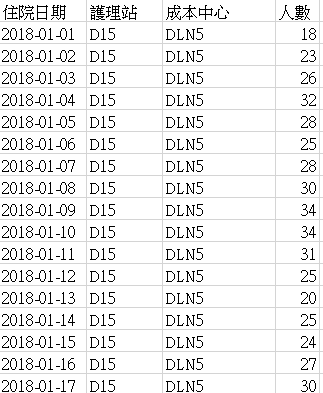 住院日期 護理站 成本中心 人數
2018-01-01 D15 DLN5 18
2018-01-02 D15 DLN5 23
2018-01-03 D15 DLN5 26
2018-01-04 D15 DLN5 32
2018-01-05 D15 DLN5 28
2018-01-06 D15 DLN5 25
2018-01-07 D15 DLN5 28
2018-01-08 D15 DLN5 30
2018-01-09 D15 DLN5 34
2018-01-10 D15 DLN5 34
2018-01-11 D15 DLN5 31
2018-01-12 D15 DLN5 25
2018-01-13 D15 DLN5 20
2018-01-14 D15 DLN5 25
2018-01-15 D15 DLN5 24
2018-01-16 D15 DLN5 27
2018-01-17 D15 DLN5 30